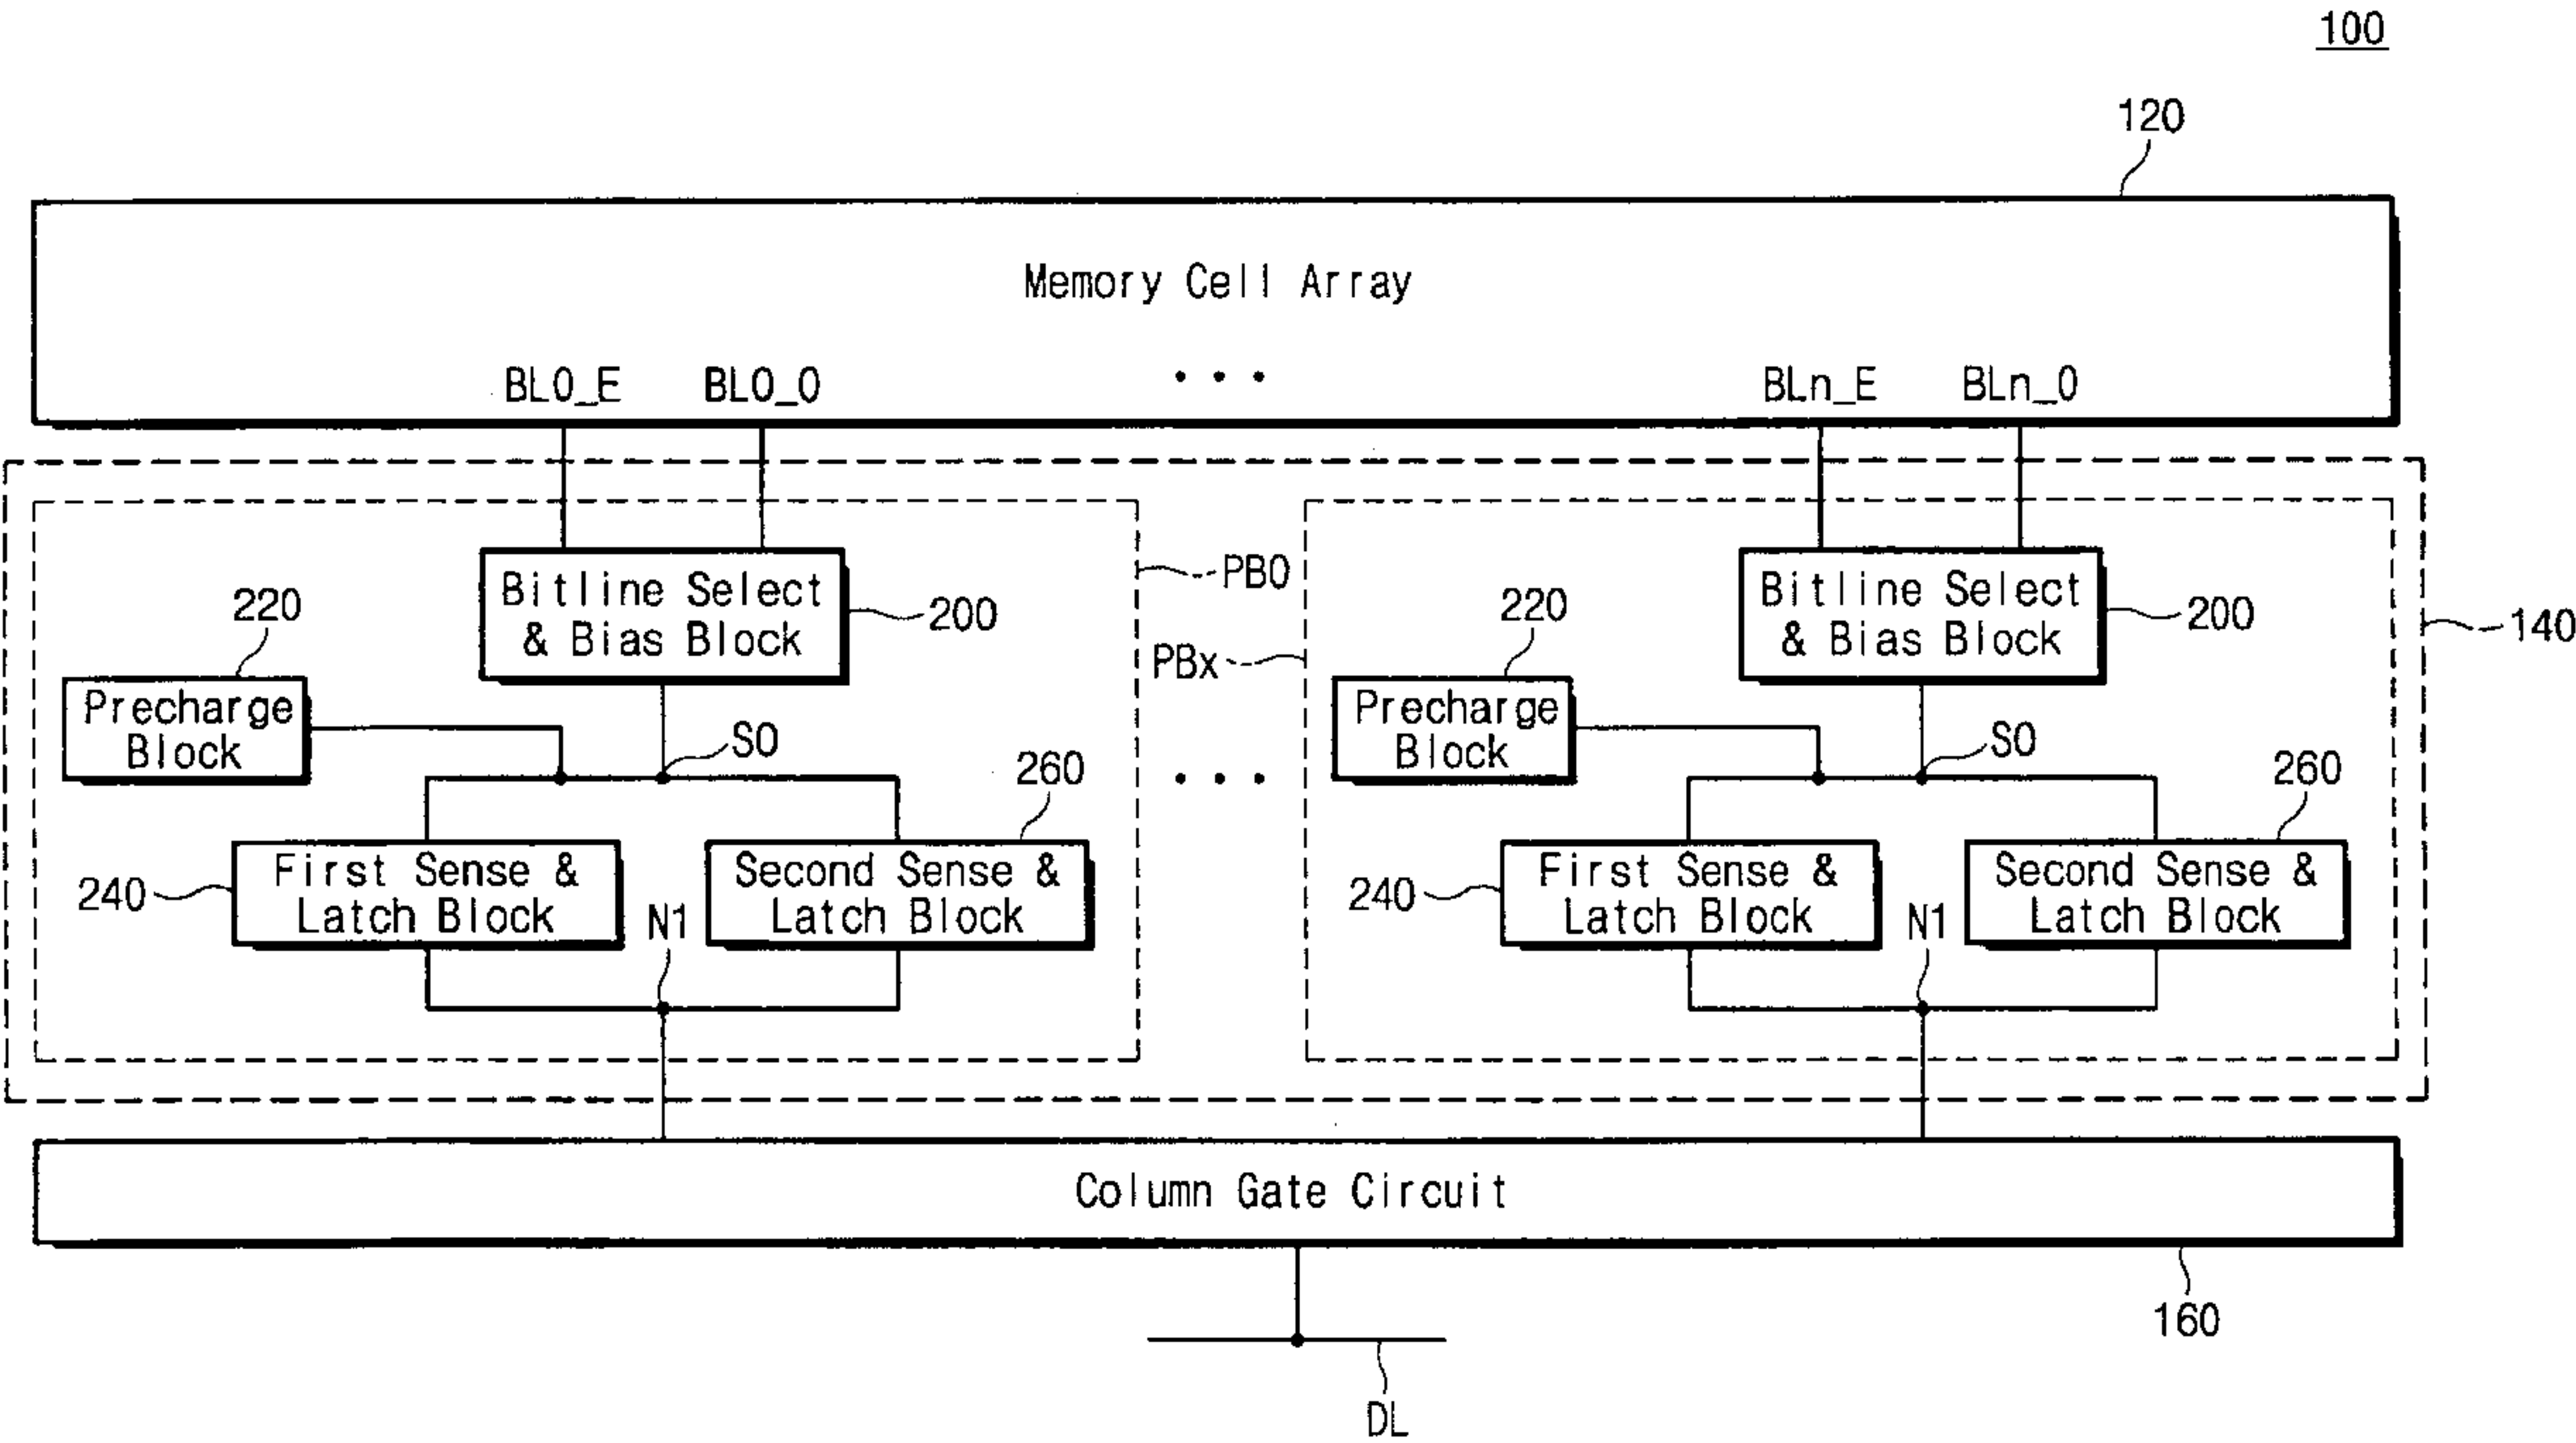 100
120
Memory Cell Array
BL0_E BL0_O ... BLn_E BLn_O
Bitline Select
& Bias Block
200
PB0
220
Precharge
Block
SO
First Sense &
Latch Block
240
Second Sense &
Latch Block
260
N1
...
PBx
Bitline Select
& Bias Block
200
140
220
Precharge
Block
SO
First Sense &
Latch Block
240
Second Sense &
Latch Block
260
N1
Column Gate Circuit
160
DL